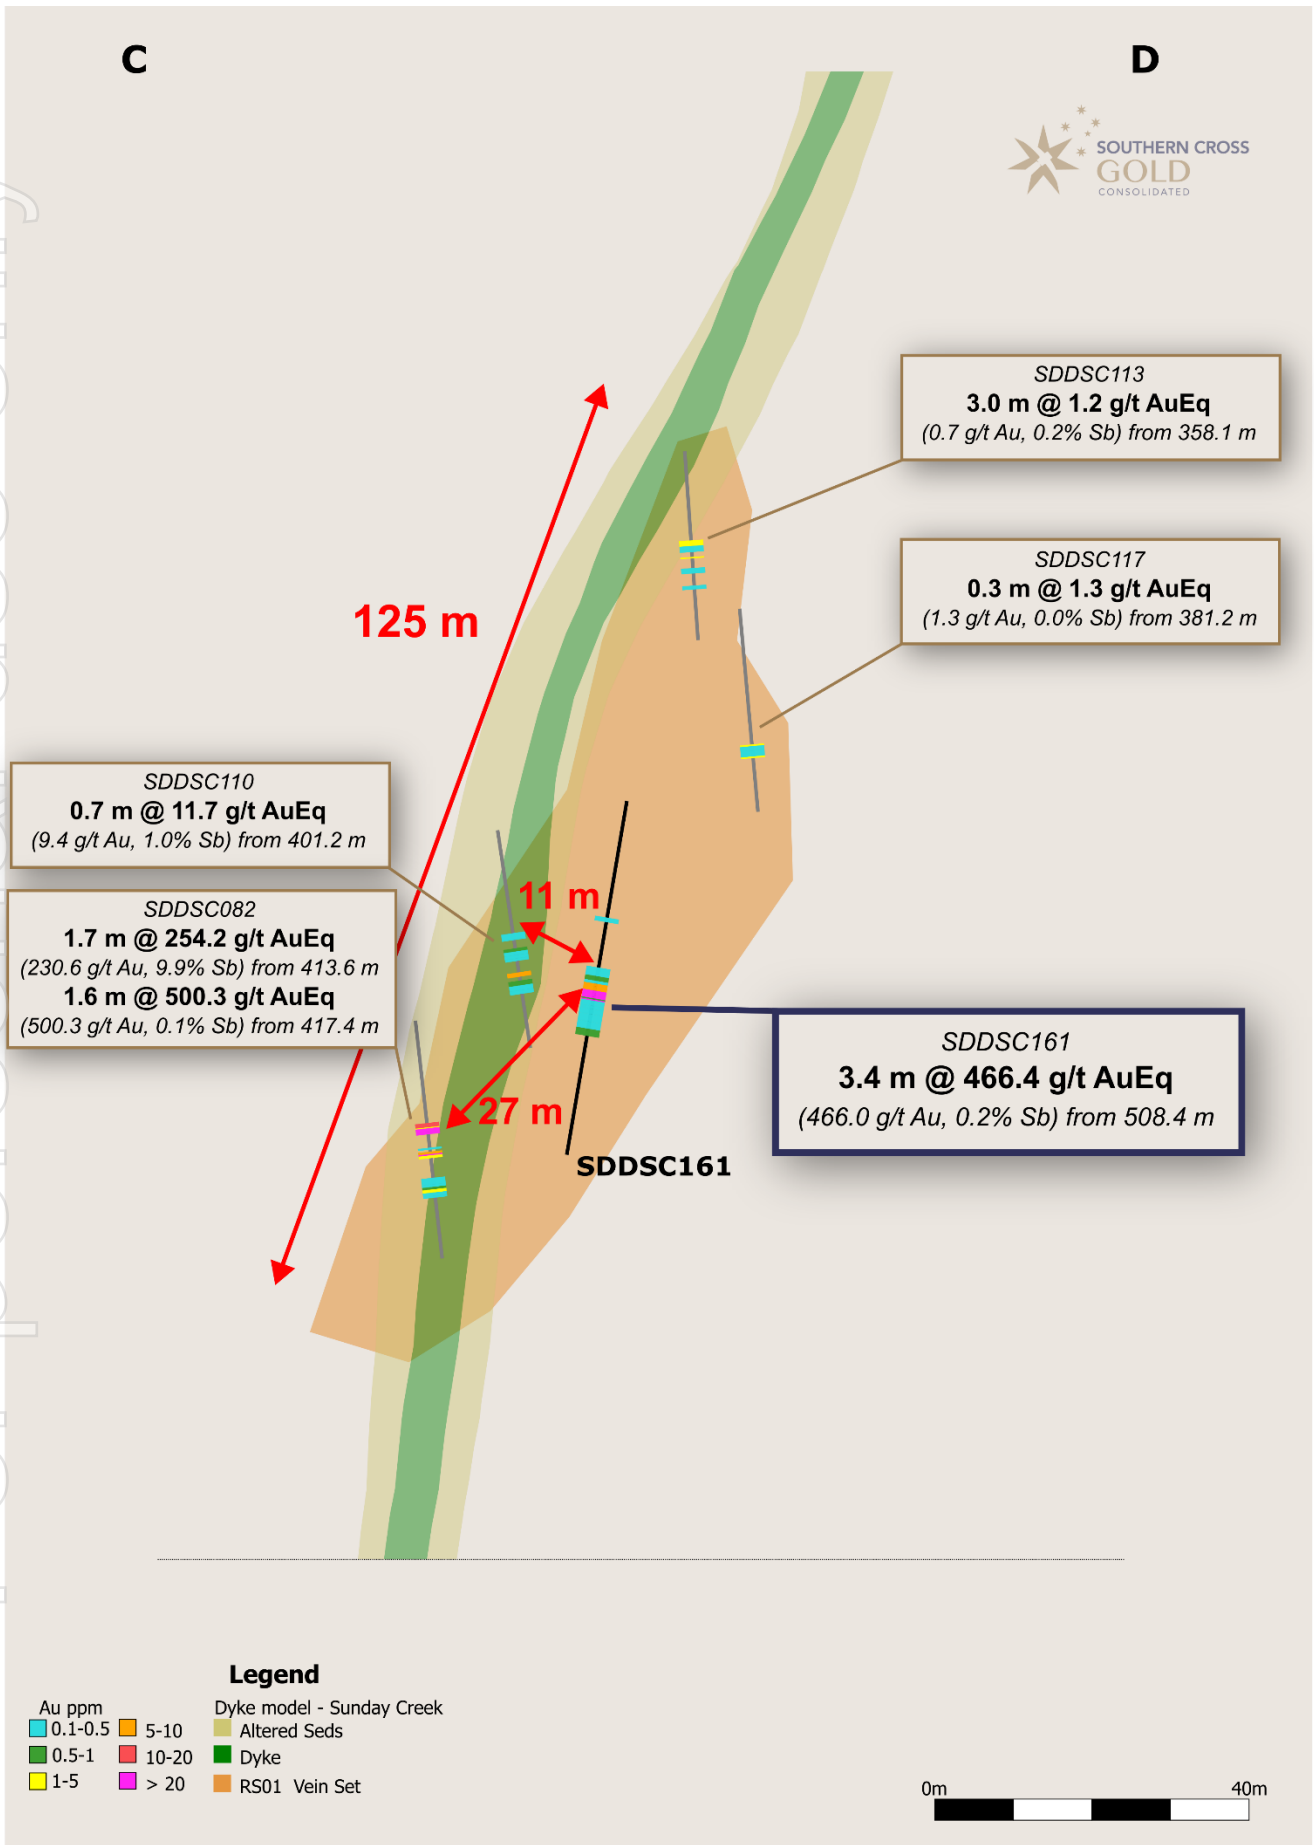 C
D
SOUTHERN CROSS
GOLD
CONSOLIDATED
SDDSC113
3.0 m @ 1.2 g/t AuEq
(0.7 g/t Au, 0.2% Sb) from 358.1 m
SDDSC117
0.3 m @ 1.3 g/t AuEq
(1.3 g/t Au, 0.0% Sb) from 381.2 m
125 m
SDDSC110
0.7 m @ 11.7 g/t AuEq
(9.4 g/t Au, 1.0% Sb) from 401.2 m
11 m
SDDSC082
1.7 m @ 254.2 g/t AuEq
(230.6 g/t Au, 9.9% Sb) from 413.6 m
1.6 m @ 500.3 g/t AuEq
(500.3 g/t Au, 0.1% Sb) from 417.4 m
SDDSC161
3.4 m @ 466.4 g/t AuEq
(466.0 g/t Au, 0.2% Sb) from 508.4 m
27 m
SDDSC161
Legend
Au ppm
0.1-0.5
0.5-1
1-5
5-10
10-20
> 20
Dyke model - Sunday Creek
Altered Seds
Dyke
RS01 Vein Set
0m
40m